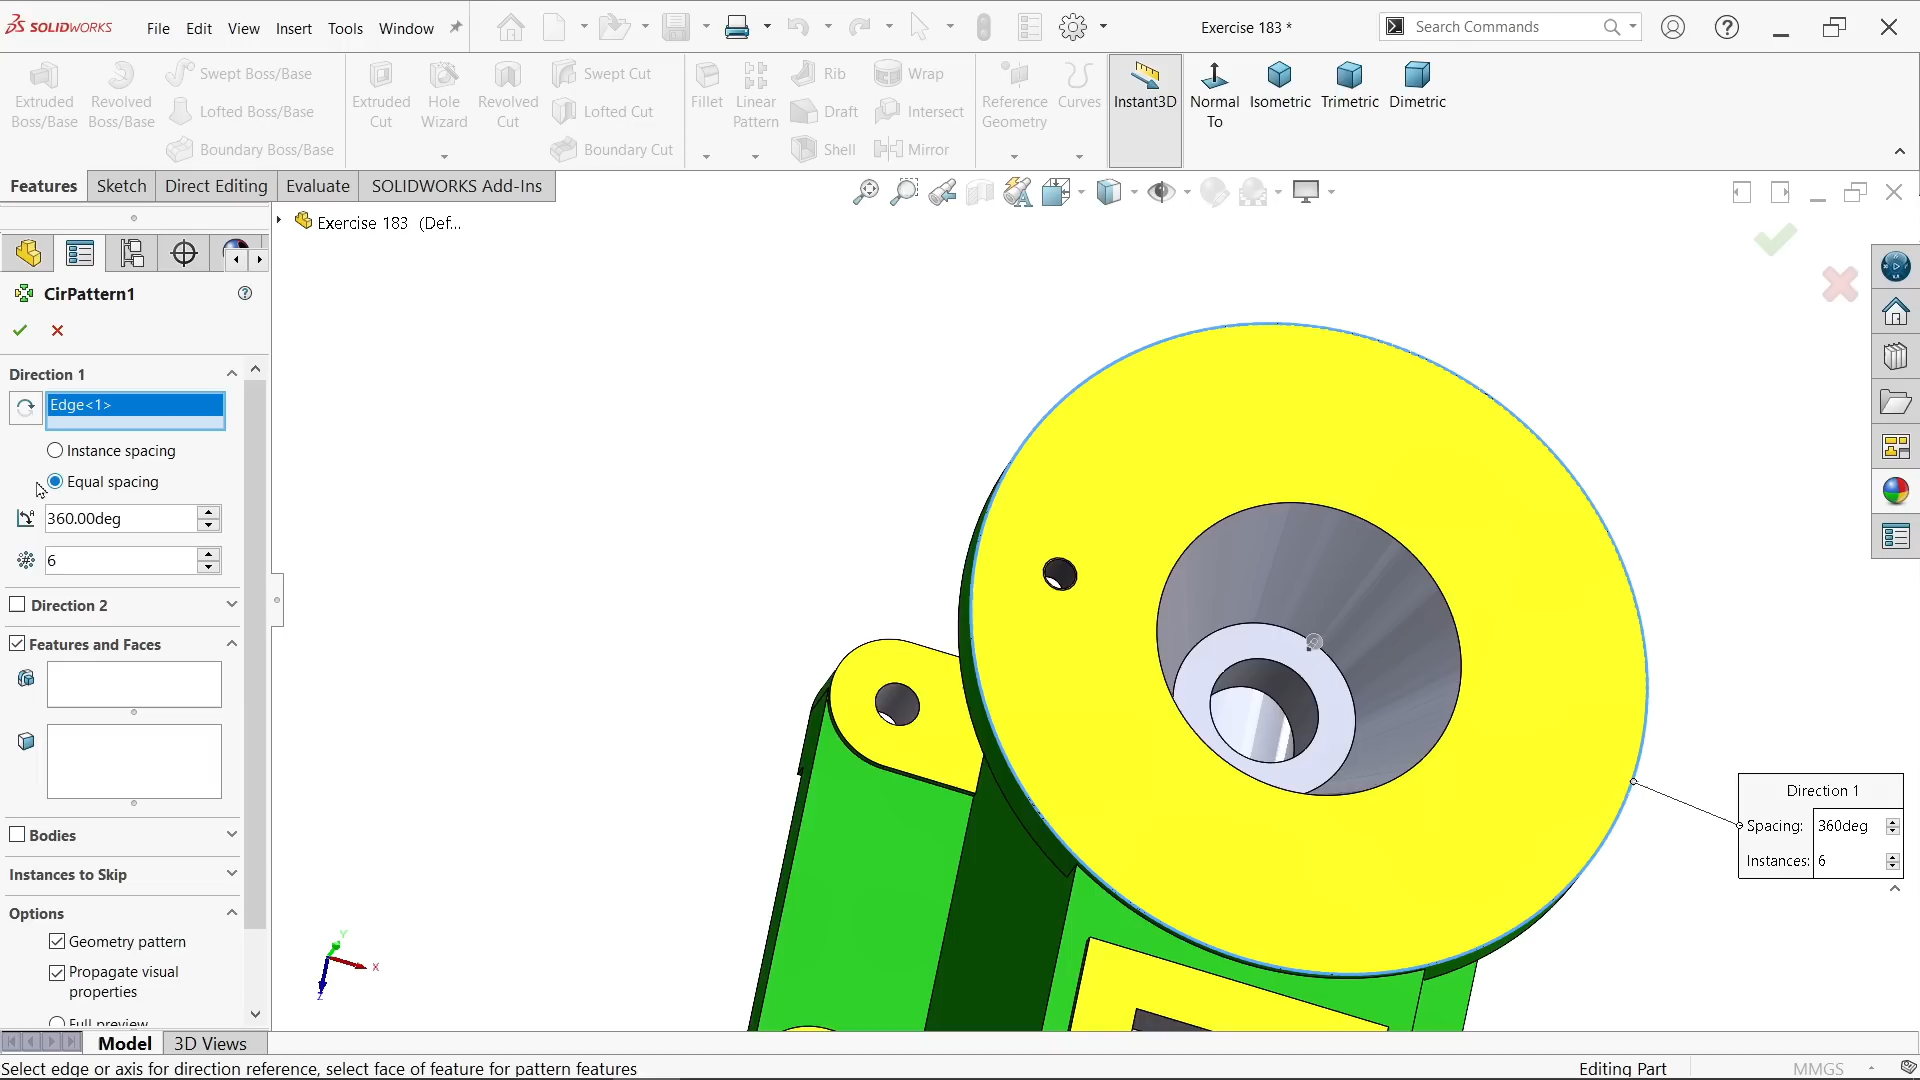 SOLIDWORKS File Edit View Insert Tools Window Exercise 183 * Search Commands
Extruded Boss/Base
Revolved Boss/Base
Swept Boss/Base
Lofted Boss/Base
Boundary Boss/Base
Extruded Cut
Hole Wizard
Revolved Cut
Swept Cut
Lofted Cut
Boundary Cut
Fillet
Linear Pattern
Rib
Draft
Shell
Wrap
Intersect
Mirror
Reference Geometry
Curves
Instant3D
Normal To
Isometric
Trimetric
Dimetric
Features Sketch Direct Editing Evaluate SOLIDWORKS Add-Ins
Exercise 183 (Def...
CirPattern1
Direction 1
Edge<1>
Instance spacing
Equal spacing
360.00deg
6
Direction 2
Features and Faces
Bodies
Instances to Skip
Options
Geometry pattern
Propagate visual
properties
Full preview
Direction 1
Spacing: 360deg
Instances: 6
Y
X
Z
Model 3D Views
Select edge or axis for direction reference, select face of feature for pattern features Editing Part MMGS